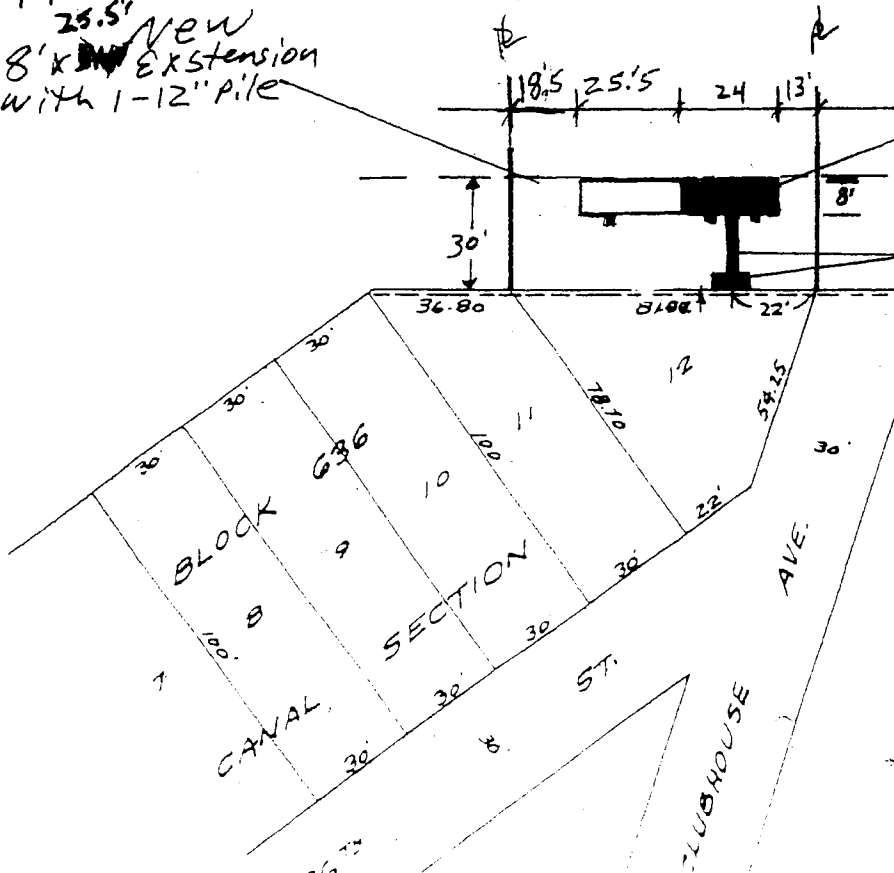 25.5'
New
8' x Exstension
with 1-12" pile
18'.5 25'.5 24 13'
8'
30'
36.80
22'
30'
30'
30'
12
78.10
59.25
30'
11
100
636
10
BLOCK
9
22'
AVE.
30'
SECTION
8
100.
30
ST.
7
30'
CANAL
30'
CLUBHOUSE